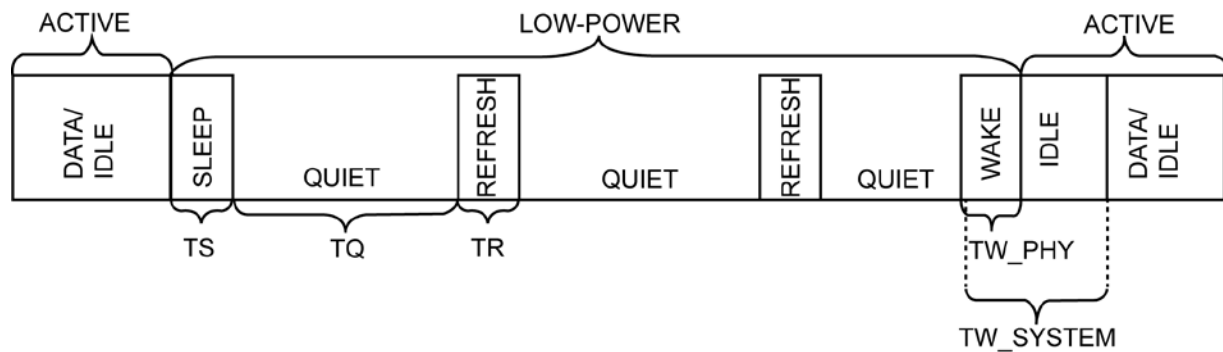 ACTIVE
LOW-POWER
ACTIVE
DATA/
IDLE
SLEEP
QUIET
REFRESH
QUIET
REFRESH
QUIET
WAKE
IDLE
DATA/
IDLE
TS
TQ
TR
TW_PHY
TW_SYSTEM